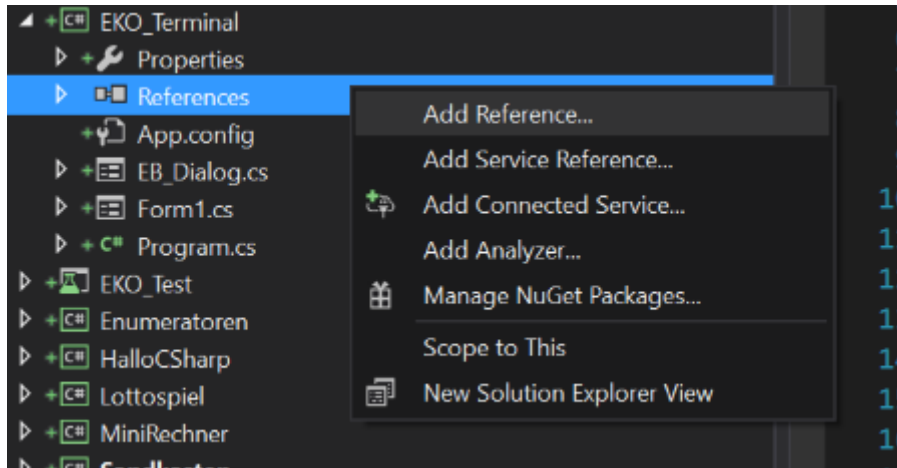 C# EKO_Terminal
Properties
References
App.config
C# EB_Dialog.cs
Form1.cs
C# Program.cs
EKO_Test
C# Enumeratoren
C# HalloCSharp
C# Lottospiel
C# MiniRechner
C# Sandkasten
Add Reference...
Add Service Reference...
Add Connected Service...
Add Analyzer...
Manage NuGet Packages...
Scope to This
New Solution Explorer View